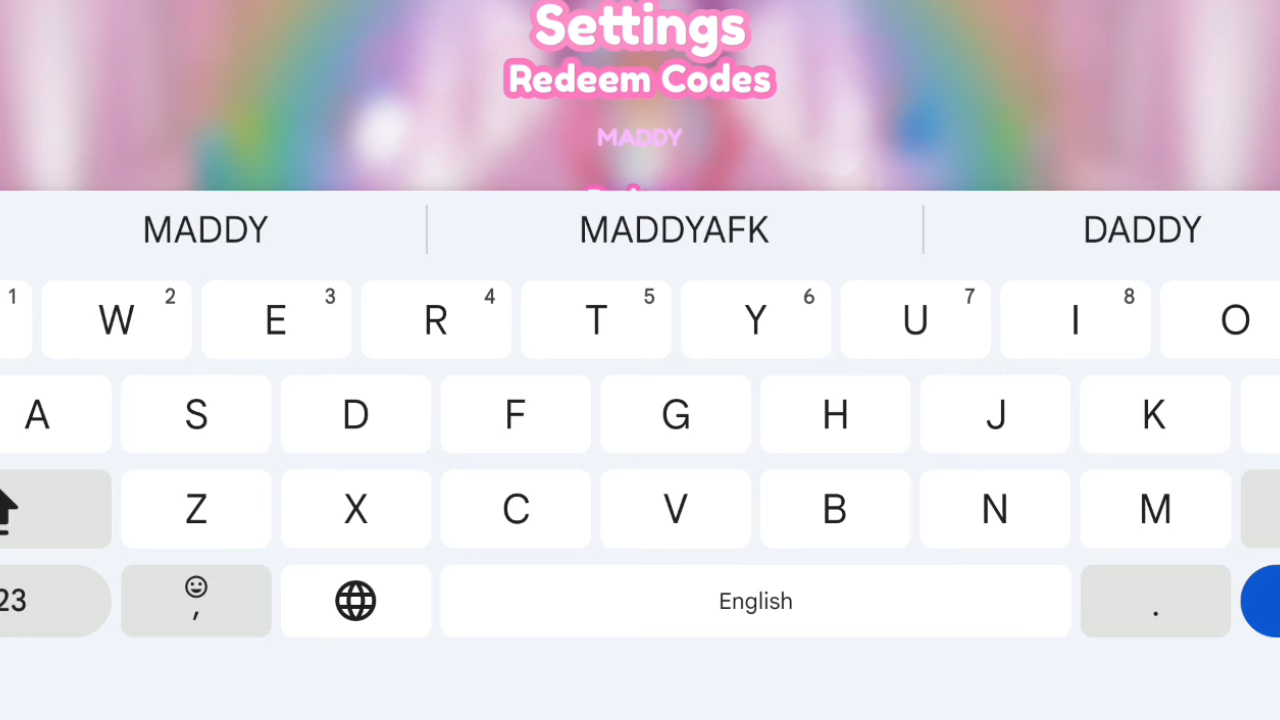 Settings
Redeem Codes
MADDY
MADDY MADDYAFK DADDY
1 W 2 E 3 R 4 T 5 Y 6 U 7 I 8 O
A S D F G H J K
Z X C V B N M
23 , English .